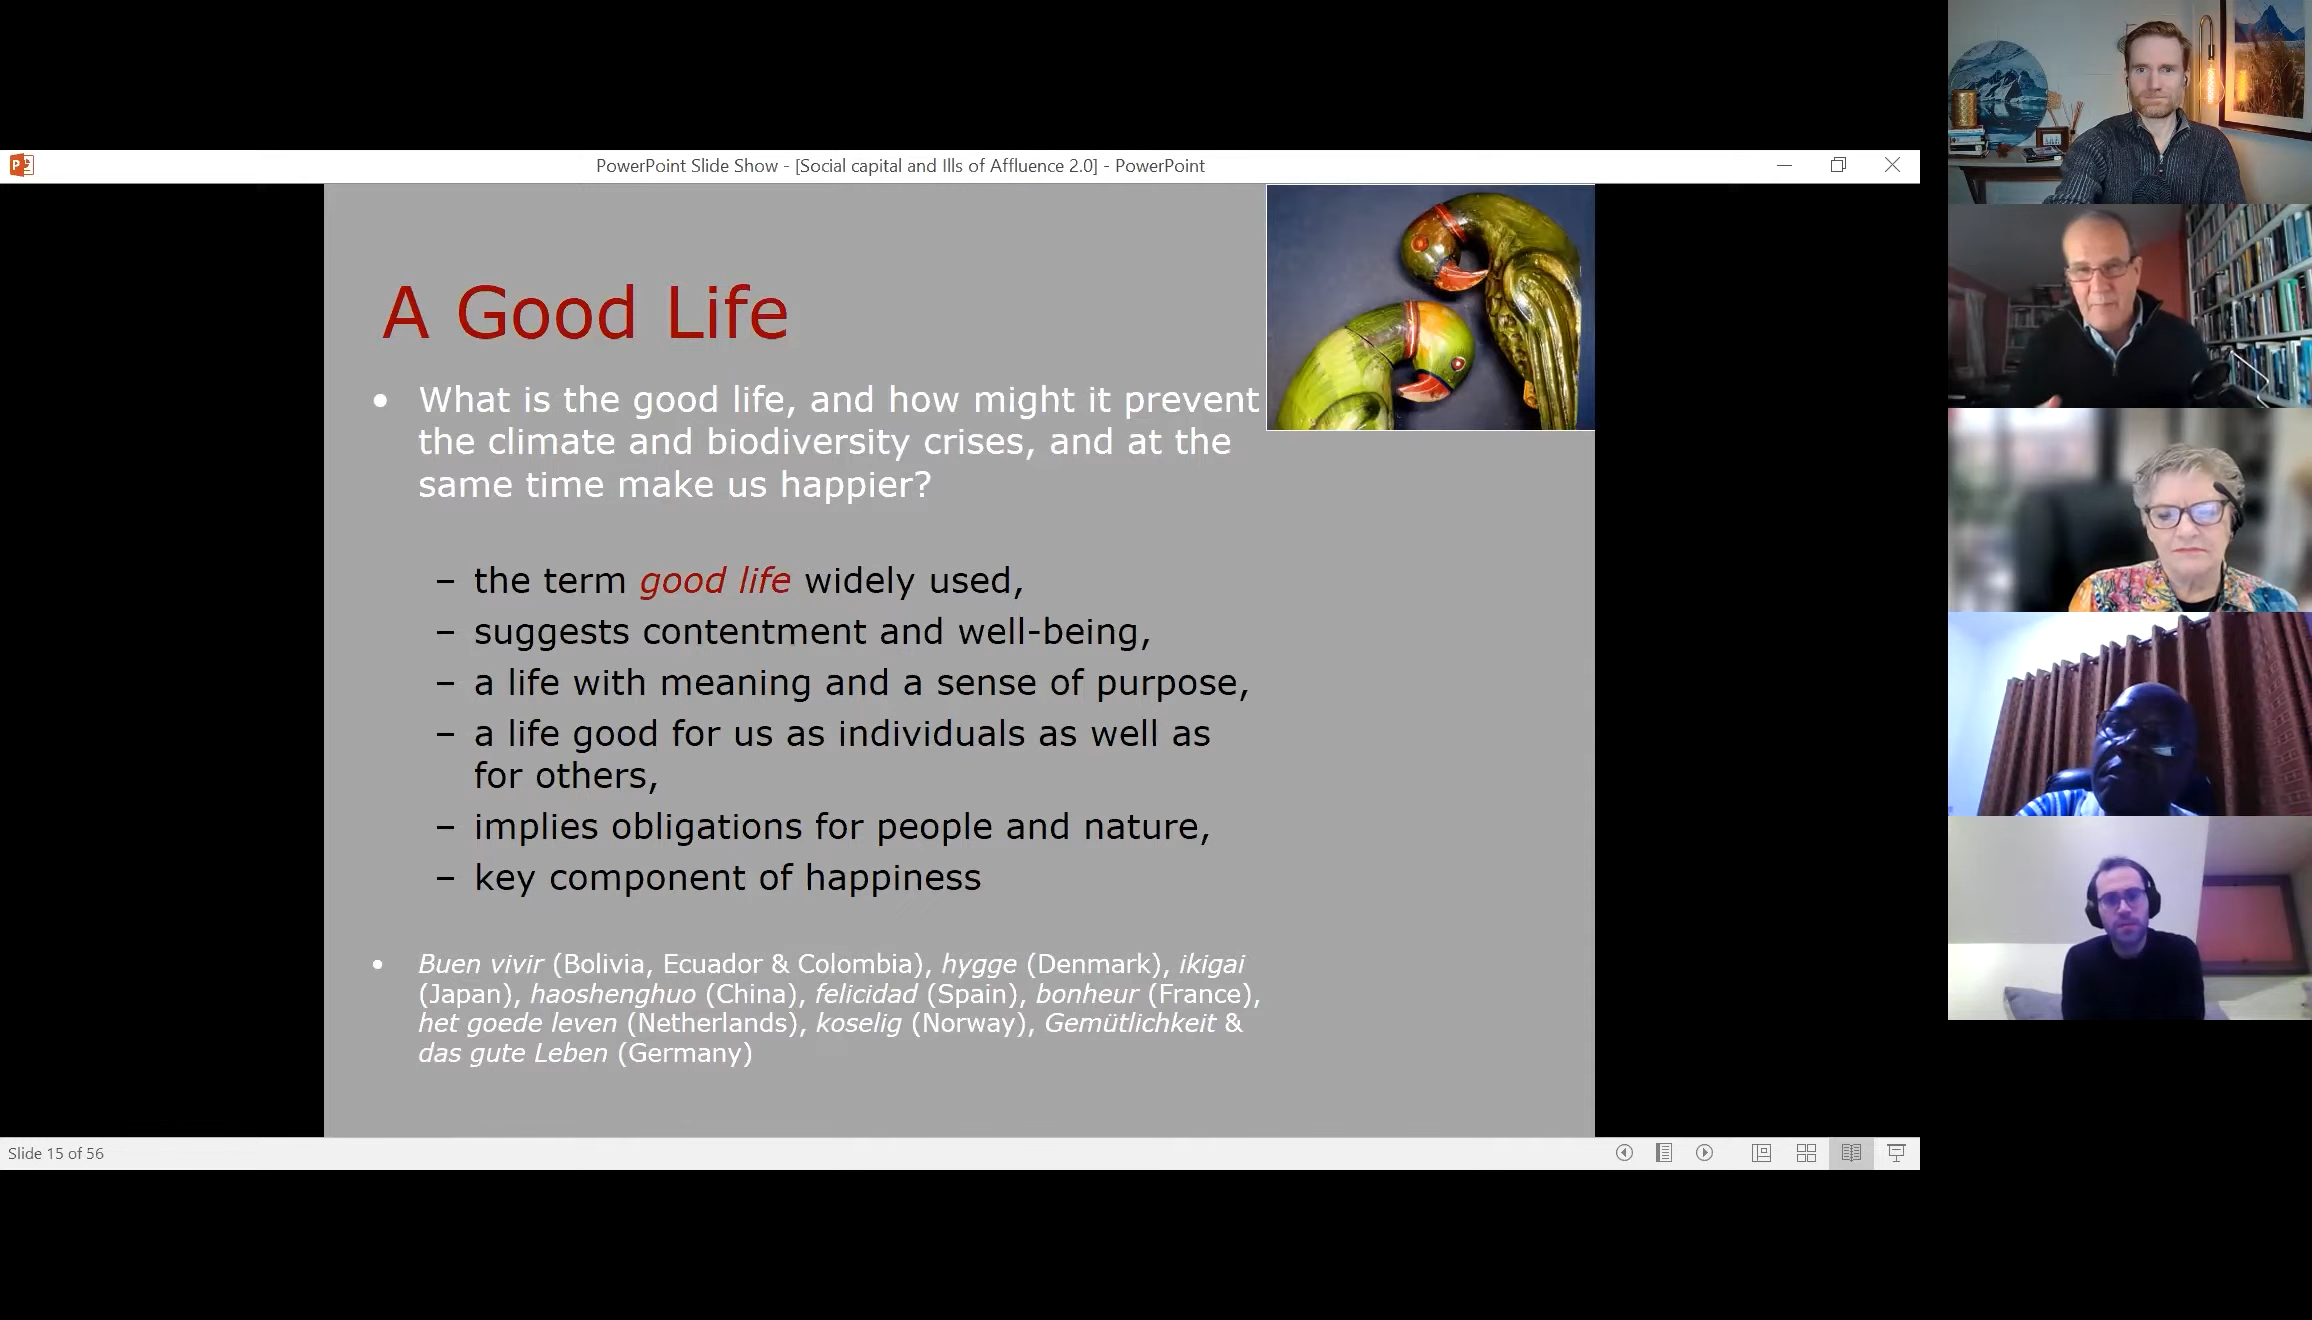 PowerPoint Slide Show - [Social capital and Ills of Affluence 2.0] - PowerPoint
A Good Life
• What is the good life, and how might it prevent
the climate and biodiversity crises, and at the
same time make us happier?
– the term good life widely used,
– suggests contentment and well-being,
– a life with meaning and a sense of purpose,
– a life good for us as individuals as well as
for others,
– implies obligations for people and nature,
– key component of happiness
• Buen vivir (Bolivia, Ecuador & Colombia), hygge (Denmark), ikigai
(Japan), haoshenghuo (China), felicidad (Spain), bonheur (France),
het goede leven (Netherlands), koselig (Norway), Gemütlichkeit &
das gute Leben (Germany)
Slide 15 of 56